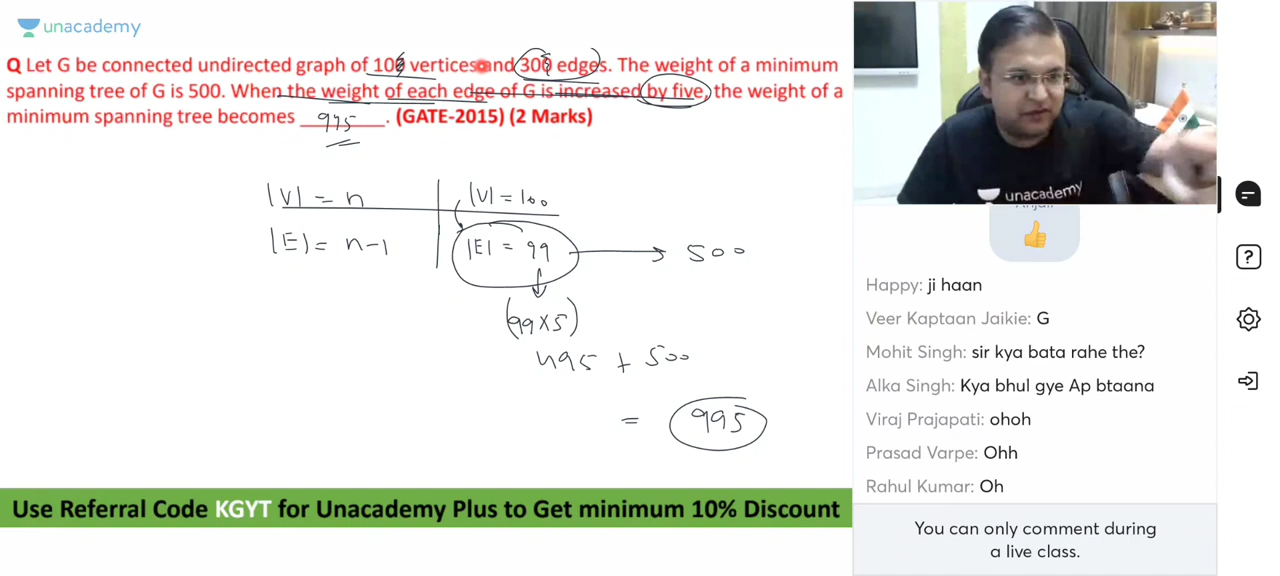 unacademy
Q Let G be connected undirected graph of 100 vertices and 300 edges. The weight of a minimum
spanning tree of G is 500. When the weight of each edge of G is increased by five, the weight of a
minimum spanning tree becomes 995. (GATE-2015) (2 Marks)
|V| = n
|E| = n-1
|V| = 100
|E| = 99 → 500
(99×5)
495 + 500
= 995
Use Referral Code KGYT for Unacademy Plus to Get minimum 10% Discount
unacademy
Happy: ji haan
Veer Kaptaan Jaikie: G
Mohit Singh: sir kya bata rahe the?
Alka Singh: Kya bhul gye Ap btaana
Viraj Prajapati: ohoh
Prasad Varpe: Ohh
Rahul Kumar: Oh
You can only comment during
a live class.